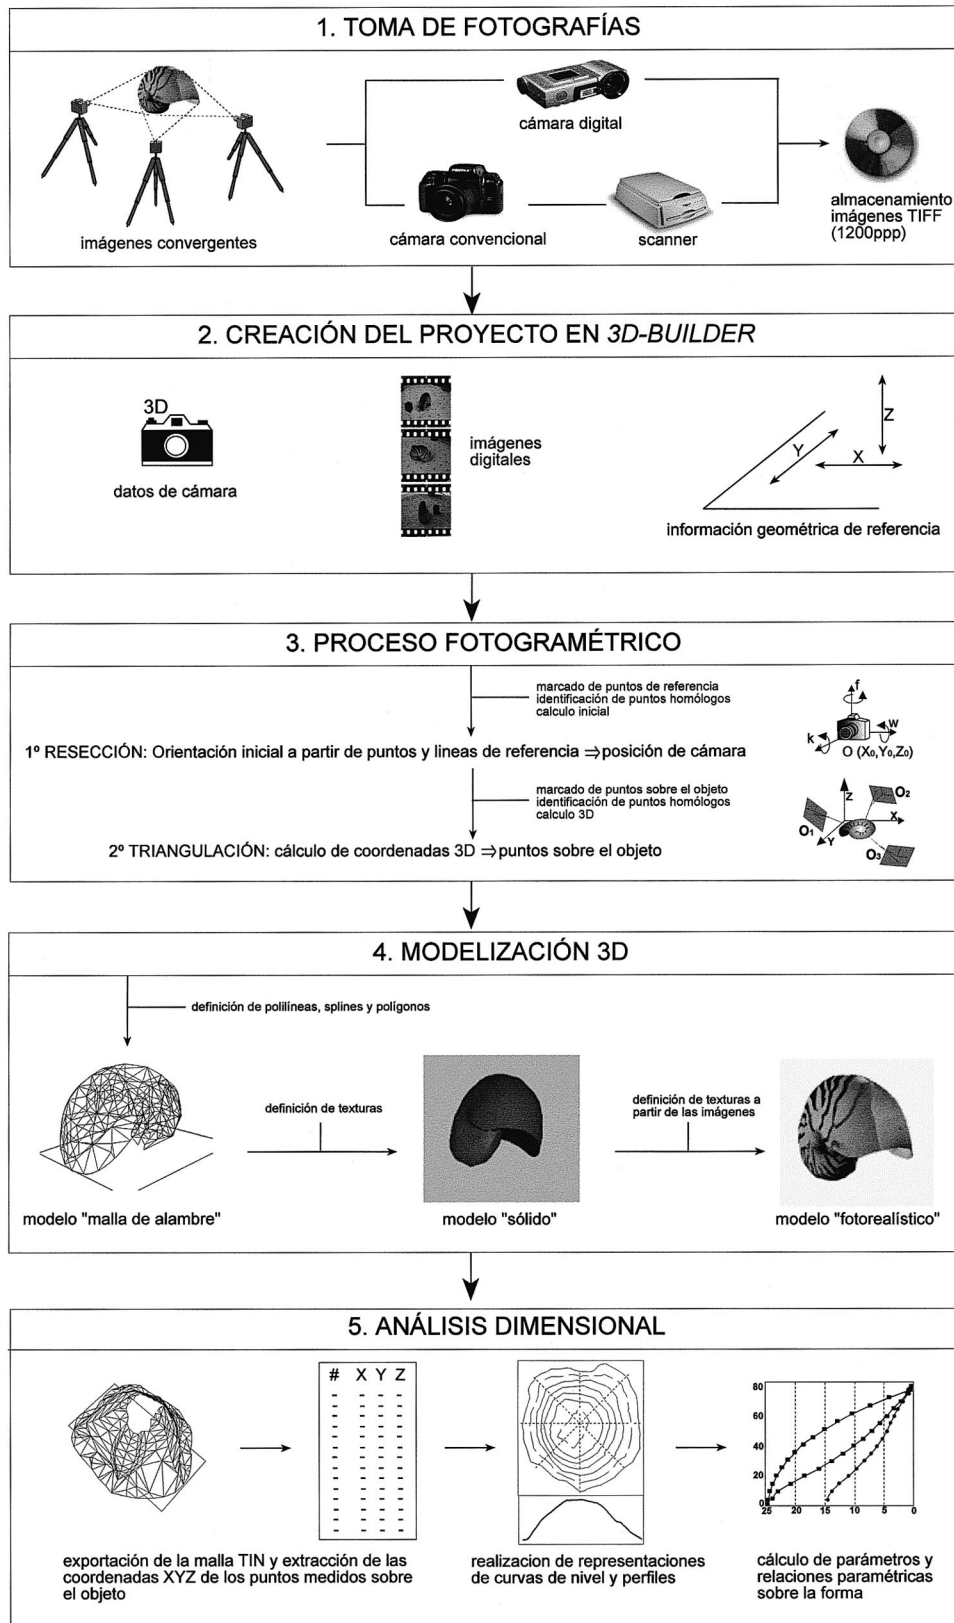 1. TOMA DE FOTOGRAFÍAS
cámara digital
imágenes convergentes
cámara convencional
scanner
almacenamiento
imágenes TIFF
(1200ppp)
2. CREACIÓN DEL PROYECTO EN 3D-BUILDER
3D
datos de cámara
imágenes
digitales
Z
Y
X
información geométrica de referencia
3. PROCESO FOTOGRAMÉTRICO
marcado de puntos de referencia
identificación de puntos homólogos
calculo inicial
f
w
k
O (X₀,Y₀,Z₀)
1º RESECCIÓN: Orientación inicial a partir de puntos y lineas de referencia ⇒posición de cámara
marcado de puntos sobre el objeto
identificación de puntos homólogos
calculo 3D
Z
O₂
X
O₁
Y
O₃
2º TRIANGULACIÓN: cálculo de coordenadas 3D ⇒puntos sobre el objeto
4. MODELIZACIÓN 3D
definición de polilíneas, splines y polígonos
definición de texturas
definición de texturas a
partir de las imágenes
modelo "malla de alambre"
modelo "sólido"
modelo "fotorealístico"
5. ANÁLISIS DIMENSIONAL
# X Y Z
80
60
40
20
0
25 20 15 10 5 0
exportación de la malla TIN y extracción de las
coordenadas XYZ de los puntos medidos sobre
el objeto
realizacion de representaciones
de curvas de nivel y perfiles
cálculo de parámetros y
relaciones paramétricas
sobre la forma